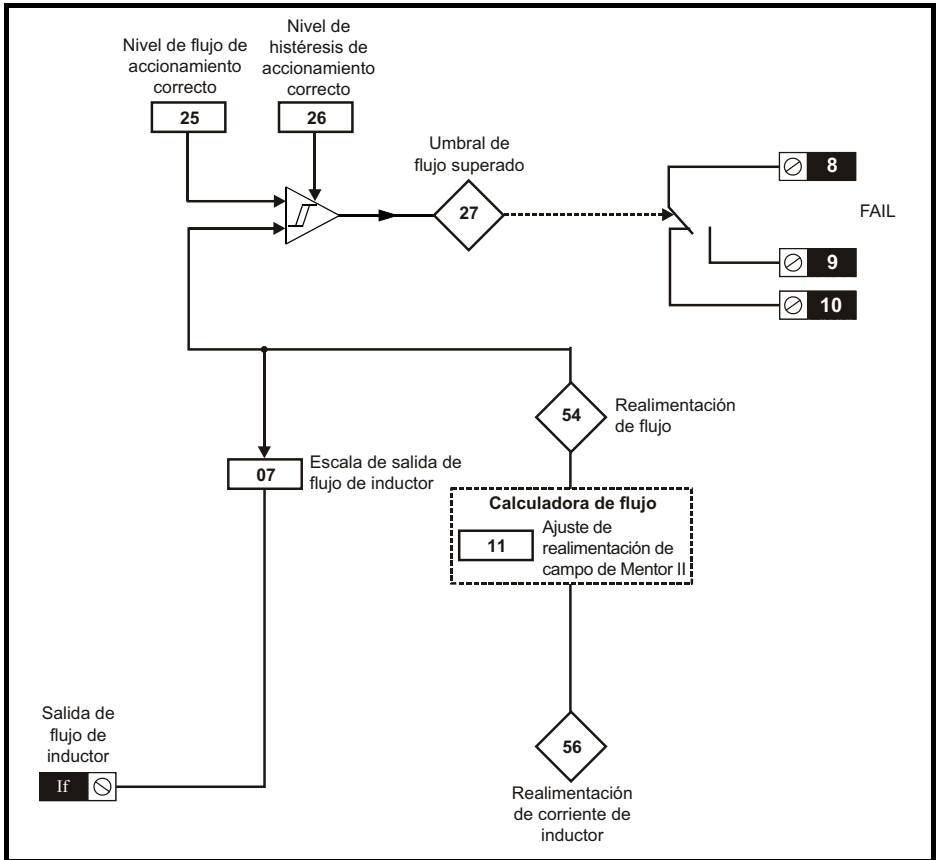 Nivel de flujo de
accionamiento
correcto
25
Nivel de
histéresis de
accionamiento
correcto
26
Umbral de
flujo superado
27
8
FAIL
9
10
54
Realimentación
de flujo
07
Escala de salida de
flujo de inductor
Calculadora de flujo
11
Ajuste de
realimentación de
campo de Mentor II
Salida de
flujo de
inductor
If
56
Realimentación
de corriente de
inductor